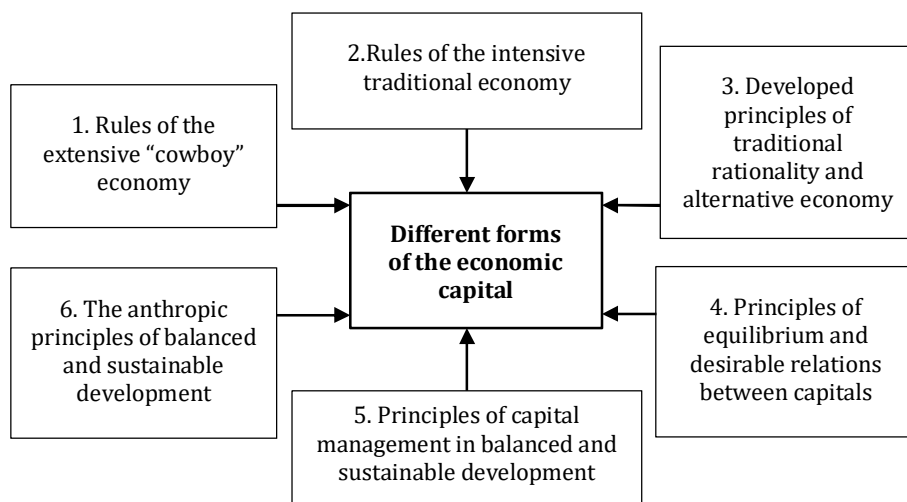 1. Rules of the
extensive “cowboy”
economy
2.Rules of the intensive
traditional economy
3. Developed
principles of
traditional
rationality and
alternative economy
Different forms
of the economic
capital
4. Principles of
equilibrium and
desirable relations
between capitals
5. Principles of capital
management in balanced and
sustainable development
6. The anthropic
principles of balanced
and sustainable
development